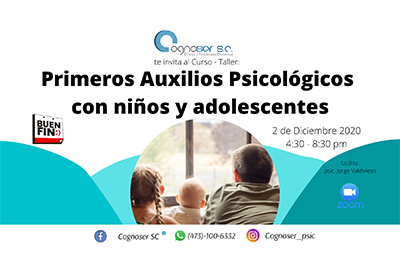 Cognoser S.C.
te invita al Curso - Taller:
Primeros Auxilios Psicológicos
con niños y adolescentes
BUEN
FIN
2 de Diciembre 2020
4:30 - 8:30 pm
facilita:
psic. Jorge Valdivieso
zoom
Cognoser SC
(473)-100-6332
Cognoser_psic